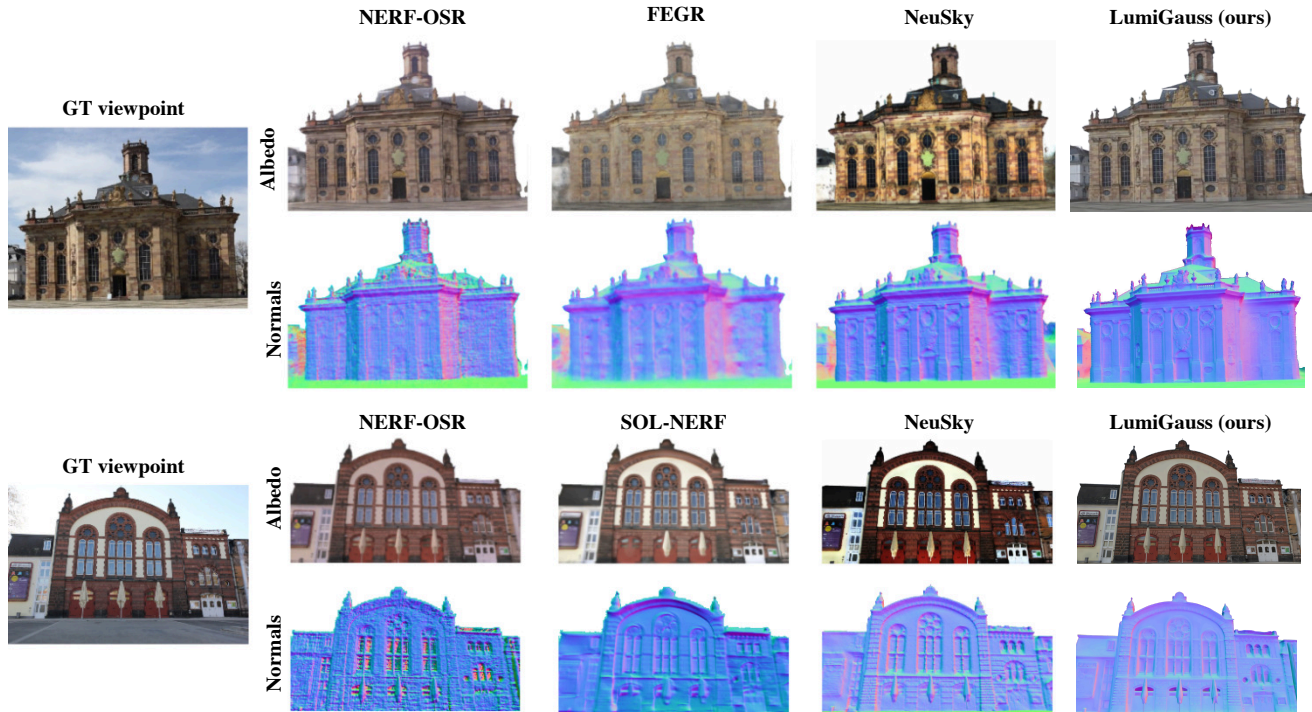 NERF-OSR FEGR NeuSky LumiGauss (ours)
GT viewpoint
Albedo
Normals
NERF-OSR SOL-NERF NeuSky LumiGauss (ours)
GT viewpoint
Albedo
Normals